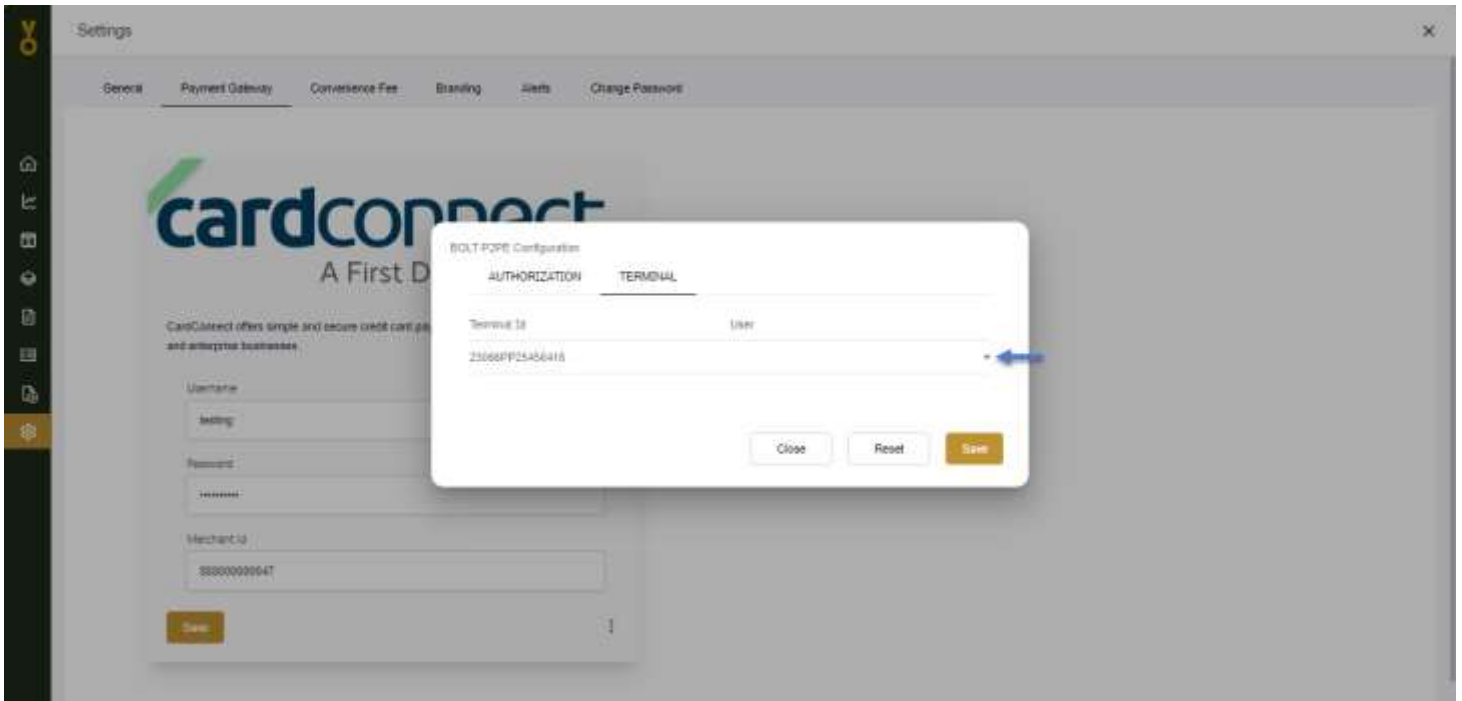 Settings
General Payment Gateway Convenience Fee Branding Alerts Change Password
cardconnect
A First D
CardConnect offers simple and secure credit card pa
and enterprise businesses.
Username
testing
Password
Merchant Id
Save
BOLT P2PE Configuration
AUTHORIZATION TERMINAL
Terminal Id User
Close Reset Save